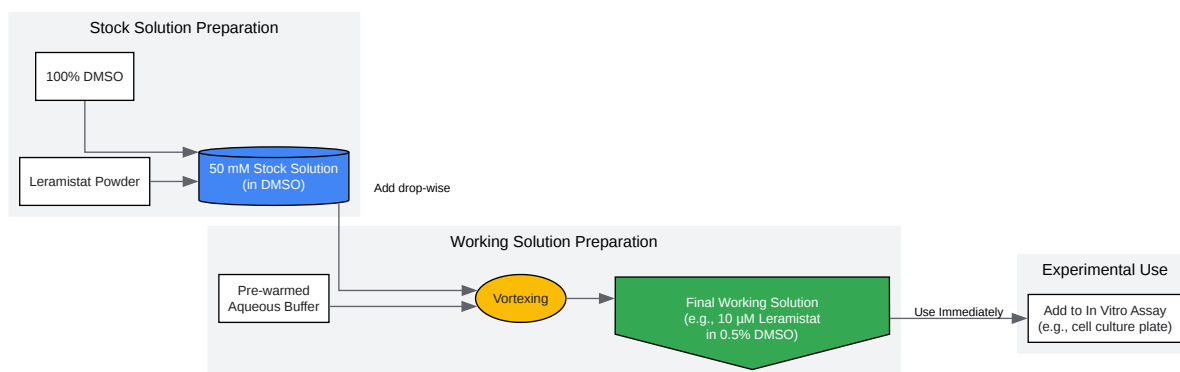 Stock Solution Preparation
100% DMSO
Leramistat Powder
50 mM Stock Solution
(in DMSO)
Add drop-wise
Working Solution Preparation
Pre-warmed
Aqueous Buffer
Vortexing
Final Working Solution
(e.g., 10 µM Leramistat
in 0.5% DMSO)
Use Immediately
Experimental Use
Add to In Vitro Assay
(e.g., cell culture plate)